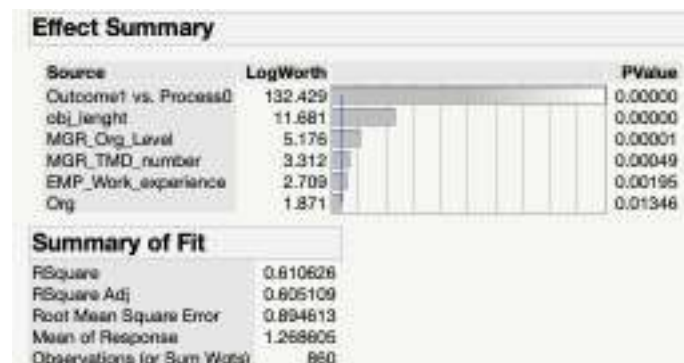 Effect Summary
Source LogWorth PValue
Outcome1 vs. Process0 132.429 0.00000
obj_lenght 11.681 0.00000
MGR_Org_Level 5.176 0.00001
MGR_TMD_number 3.312 0.00049
EMP_Work_experience 2.709 0.00195
Org 1.871 0.01346
Summary of Fit
RSquare 0.610626
RSquare Adj 0.605109
Root Mean Square Error 0.894613
Mean of Response 1.268605
Observations (or Sum Wgts) 860